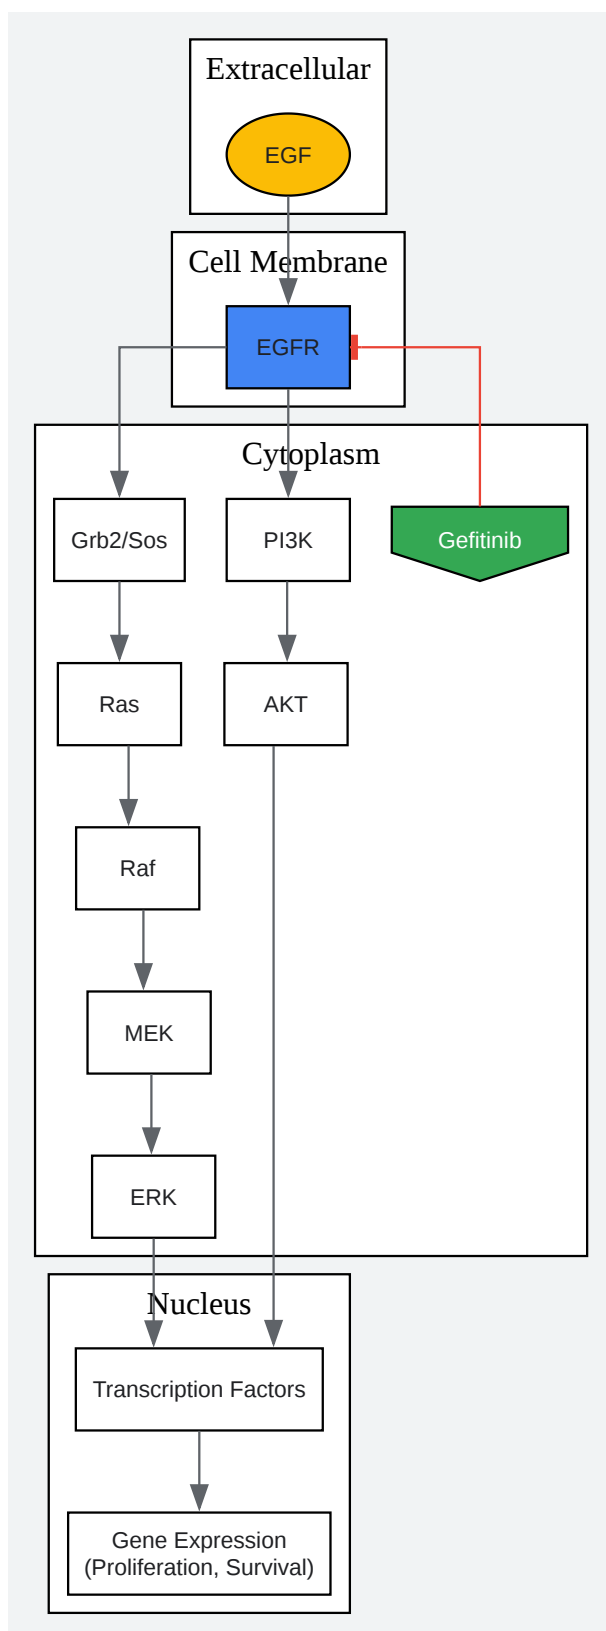 Extracellular
EGF
Cell Membrane
EGFR
Cytoplasm
Grb2/Sos
PI3K
Gefitinib
Ras
AKT
Raf
MEK
ERK
Nucleus
Transcription Factors
Gene Expression
(Proliferation, Survival)